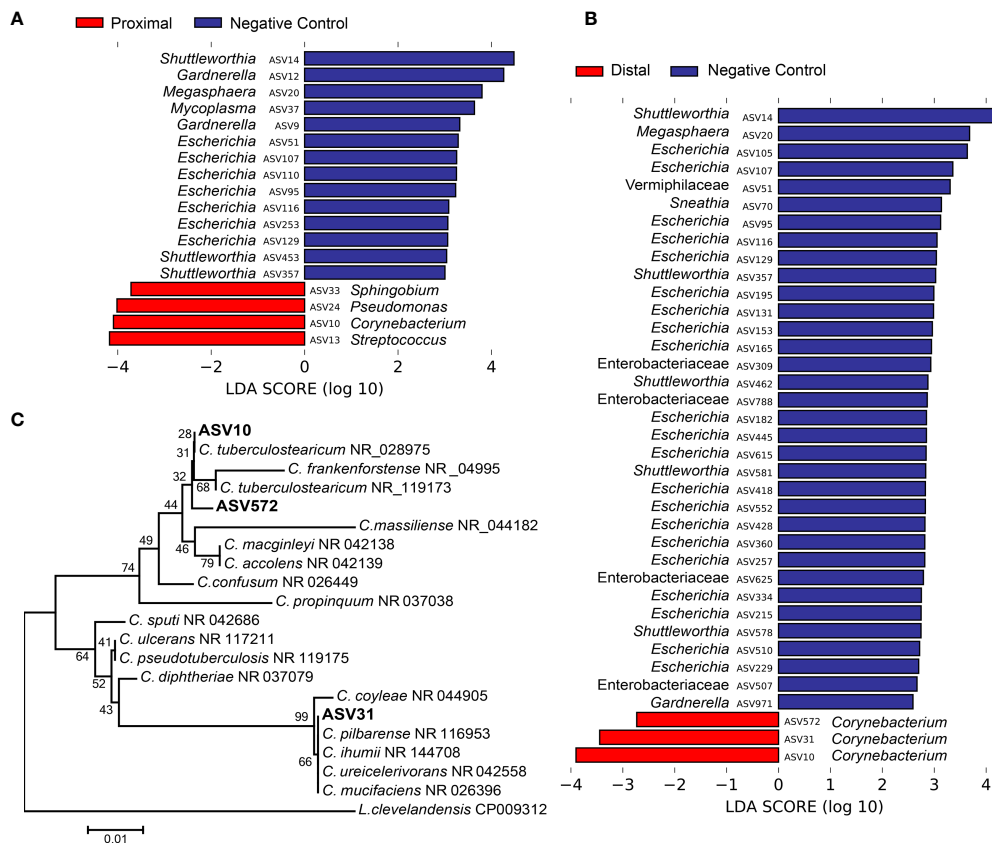 A
Proximal Negative Control
Shuttleworthia ASV14
Gardnerella ASV12
Megasphaera ASV20
Mycoplasma ASV37
Gardnerella ASV9
Escherichia ASV51
Escherichia ASV107
Escherichia ASV110
Escherichia ASV95
Escherichia ASV116
Escherichia ASV253
Escherichia ASV129
Shuttleworthia ASV453
Shuttleworthia ASV357
ASV33 Sphingobium
ASV24 Pseudomonas
ASV10 Corynebacterium
ASV13 Streptococcus
−4 −2 0 2 4
LDA SCORE (log 10)
B
Distal Negative Control
Shuttleworthia ASV14
Megasphaera ASV20
Escherichia ASV105
Escherichia ASV107
Vermiphilaceae ASV51
Sneathia ASV70
Escherichia ASV95
Escherichia ASV116
Escherichia ASV129
Shuttleworthia ASV357
Escherichia ASV195
Escherichia ASV131
Escherichia ASV153
Escherichia ASV165
Enterobacteriaceae ASV309
Shuttleworthia ASV462
Enterobacteriaceae ASV788
Escherichia ASV182
Escherichia ASV445
Escherichia ASV615
Shuttleworthia ASV581
Escherichia ASV418
Escherichia ASV552
Escherichia ASV428
Escherichia ASV360
Escherichia ASV257
Enterobacteriaceae ASV625
Escherichia ASV334
Escherichia ASV215
Shuttleworthia ASV578
Escherichia ASV510
Escherichia ASV229
Enterobacteriaceae ASV507
Gardnerella ASV971
ASV572 Corynebacterium
ASV31 Corynebacterium
ASV10 Corynebacterium
−4 −3 −2 −1 0 1 2 3 4
LDA SCORE (log 10)
C
28 ASV10
31 C. tuberculostearicum NR_028975
32 C. frankenforstense NR _04995
68 C. tuberculostearicum NR_119173
ASV572
44 C.massiliense NR_044182
49 46 C. macginleyi NR 042138
79 C. accolens NR 042139
74 C.confusum NR 026449
C. propinquum NR 037038
C. sputi NR 042686
41 C. ulcerans NR 117211
64 C. pseudotuberculosis NR 119175
52 C. diphtheriae NR 037079
43 C. coyleae NR 044905
99 ASV31
C. pilbarense NR 116953
66 C. ihumii NR 144708
C. ureicelerivorans NR 042558
C. mucifaciens NR 026396
L.clevelandensis CP009312
0.01